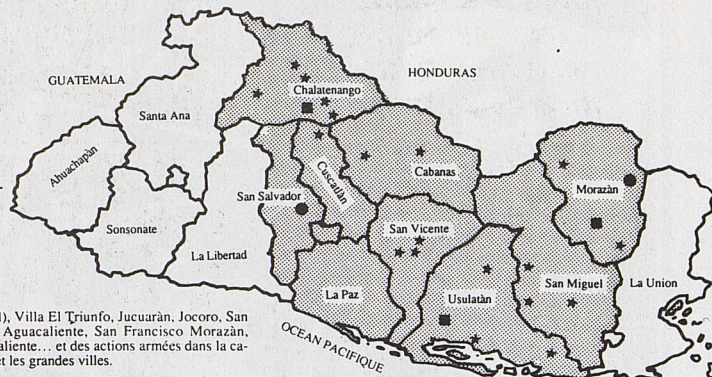 GUATEMALA
HONDURAS
Chalatenango
Santa Ana
Ahuachapàn
Cuscatlàn
Cabanas
Morazàn
San Salvador
Sonsonate
San Vicente
La Libertad
La Paz
Usulatàn
San Miguel
La Union
OCEAN PACIFIQUE
), Villa El Triunfo, Jucuaràn, Jocoro, San
Aguacaliente, San Francisco Morazàn,
aliente... et des actions armées dans la ca-
et les grandes villes.